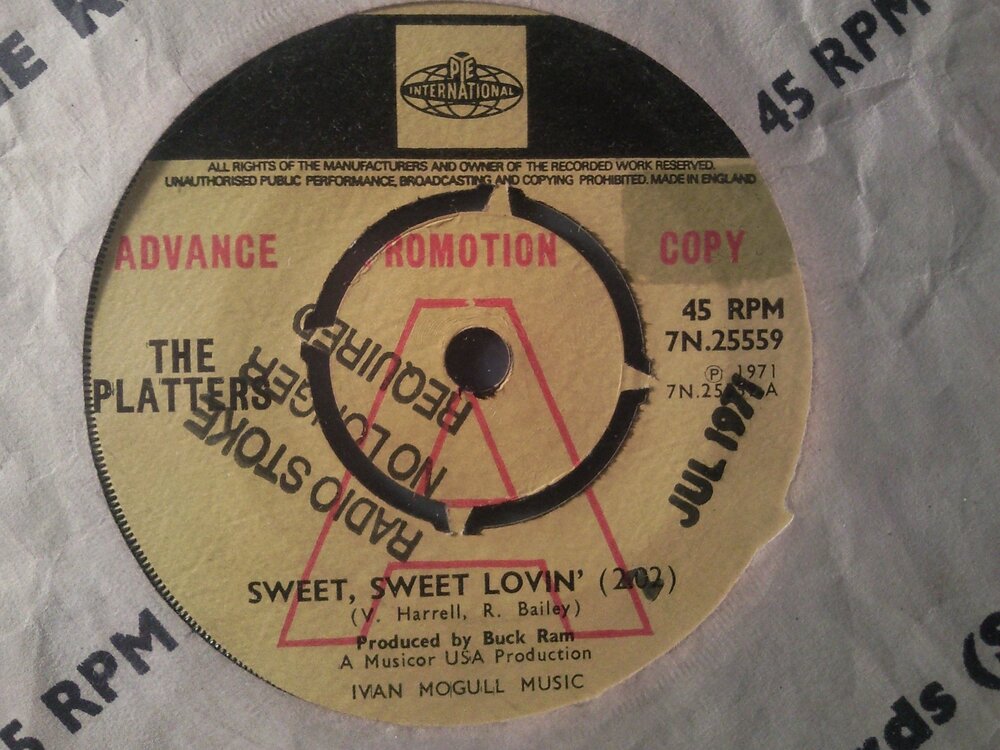 45 RPM
PYE
INTERNATIONAL
ALL RIGHTS OF THE MANUFACTURERS AND OWNER OF THE RECORDED WORK RESERVED.
UNAUTHORISED PUBLIC PERFORMANCE, BROADCASTING AND COPYING PROHIBITED. MADE IN ENGLAND
ADVANCE PROMOTION COPY
A
45 RPM
7N.25559
THE
PLATTERS
Ⓟ 1971
JUL 1971
RADIO STOKE
NO LONGER
REQUIRED
SWEET, SWEET LOVIN' (2.02)
(V. Harrell, R. Bailey)
Produced by Buck Ram
A Musicor USA Production
IVAN MOGULL MUSIC
45 RPM